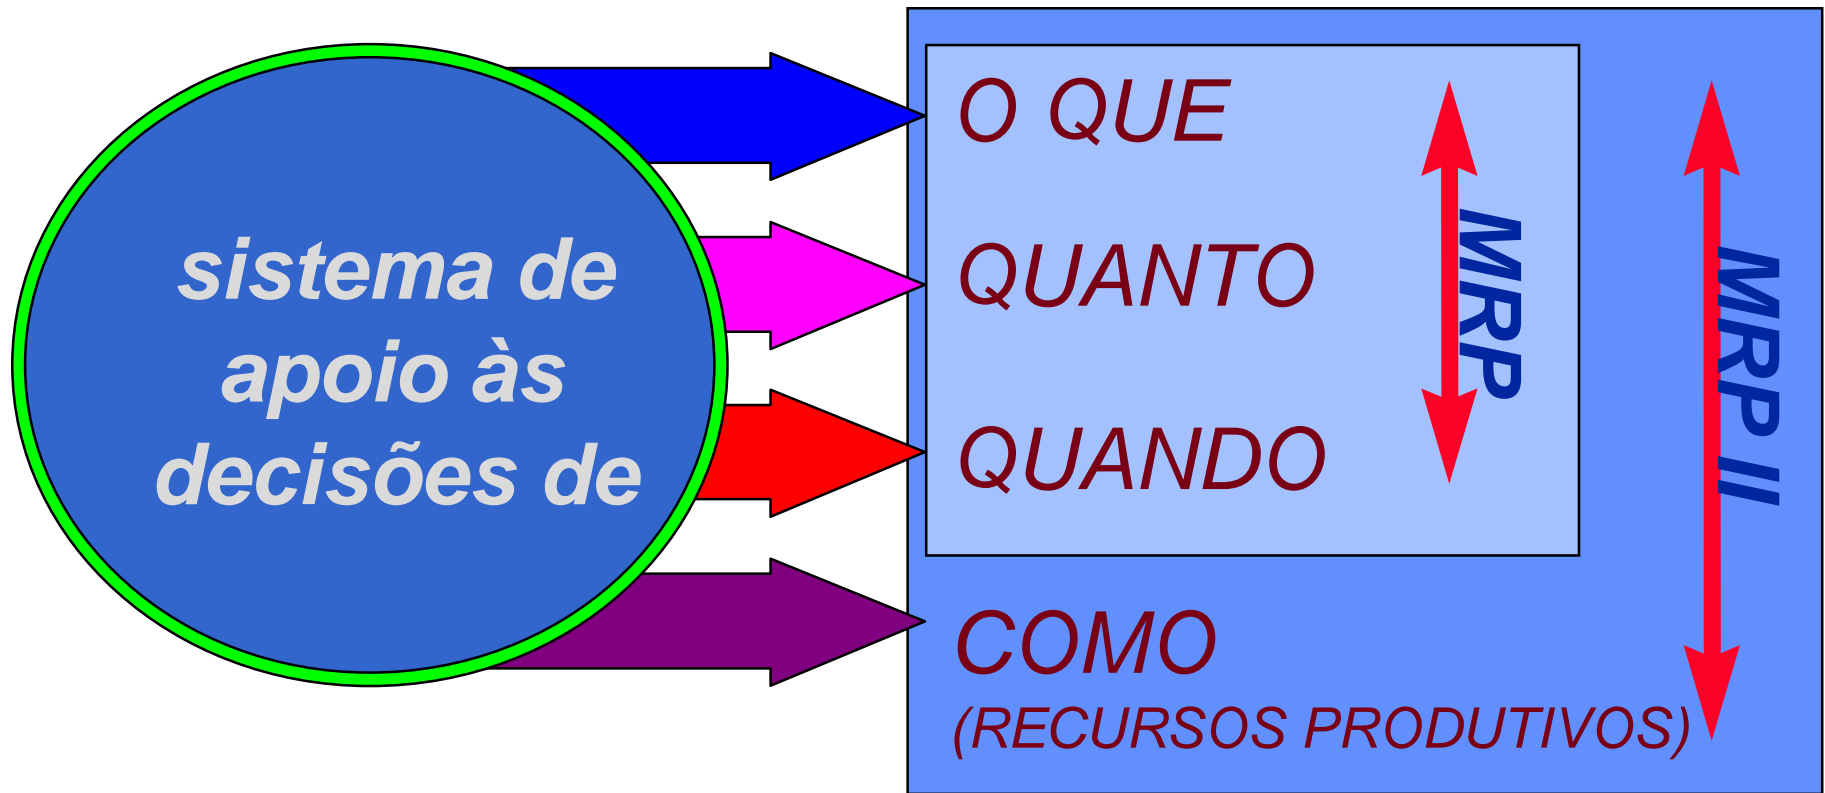 sistema de
apoio às
decisões de
O QUE
QUANTO
QUANDO
COMO
(RECURSOS PRODUTIVOS)
MRP
MRP II